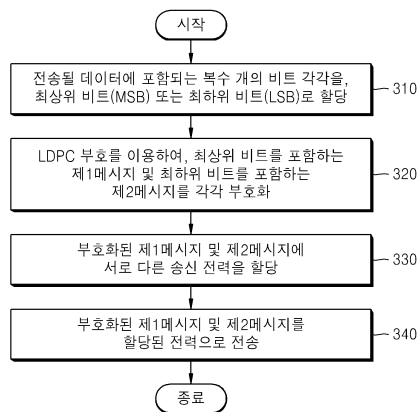 시작
전송될 데이터에 포함되는 복수 개의 비트 각각을,
최상위 비트(MSB) 또는 최하위 비트(LSB)로 할당
310
LDPC 부호를 이용하여, 최상위 비트를 포함하는
제1메시지 및 최하위 비트를 포함하는
제2메시지를 각각 부호화
320
부호화된 제1메시지 및 제2메시지에
서로 다른 송신 전력을 할당
330
부호화된 제1메시지 및 제2메시지를
할당된 전력으로 전송
340
종료